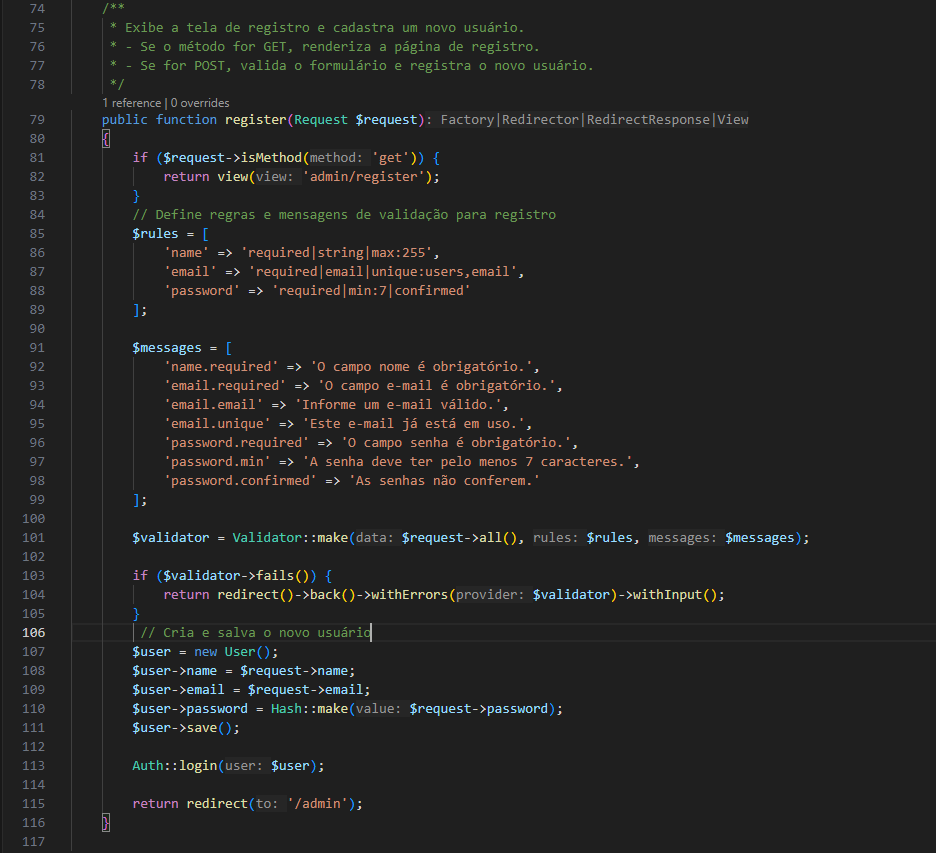 74 /**
75  * Exibe a tela de registro e cadastra um novo usuário.
76  * - Se o método for GET, renderiza a página de registro.
77  * - Se for POST, valida o formulário e registra o novo usuário.
78  */
1 reference | 0 overrides
79 public function register(Request $request): Factory|Redirector|RedirectResponse|View
80 {
81     if ($request->isMethod(method: 'get')) {
82         return view(view: 'admin/register');
83     }
84     // Define regras e mensagens de validação para registro
85     $rules = [
86         'name' => 'required|string|max:255',
87         'email' => 'required|email|unique:users,email',
88         'password' => 'required|min:7|confirmed'
89     ];
90
91     $messages = [
92         'name.required' => 'O campo nome é obrigatório.',
93         'email.required' => 'O campo e-mail é obrigatório.',
94         'email.email' => 'Informe um e-mail válido.',
95         'email.unique' => 'Este e-mail já está em uso.',
96         'password.required' => 'O campo senha é obrigatório.',
97         'password.min' => 'A senha deve ter pelo menos 7 caracteres.',
98         'password.confirmed' => 'As senhas não conferem.'
99     ];
100
101     $validator = Validator::make(data: $request->all(), rules: $rules, messages: $messages);
102
103     if ($validator->fails()) {
104         return redirect()->back()->withErrors(provider: $validator)->withInput();
105     }
106      // Cria e salva o novo usuário
107     $user = new User();
108     $user->name = $request->name;
109     $user->email = $request->email;
110     $user->password = Hash::make(value: $request->password);
111     $user->save();
112
113     Auth::login(user: $user);
114
115     return redirect(to: '/admin');
116 }
117